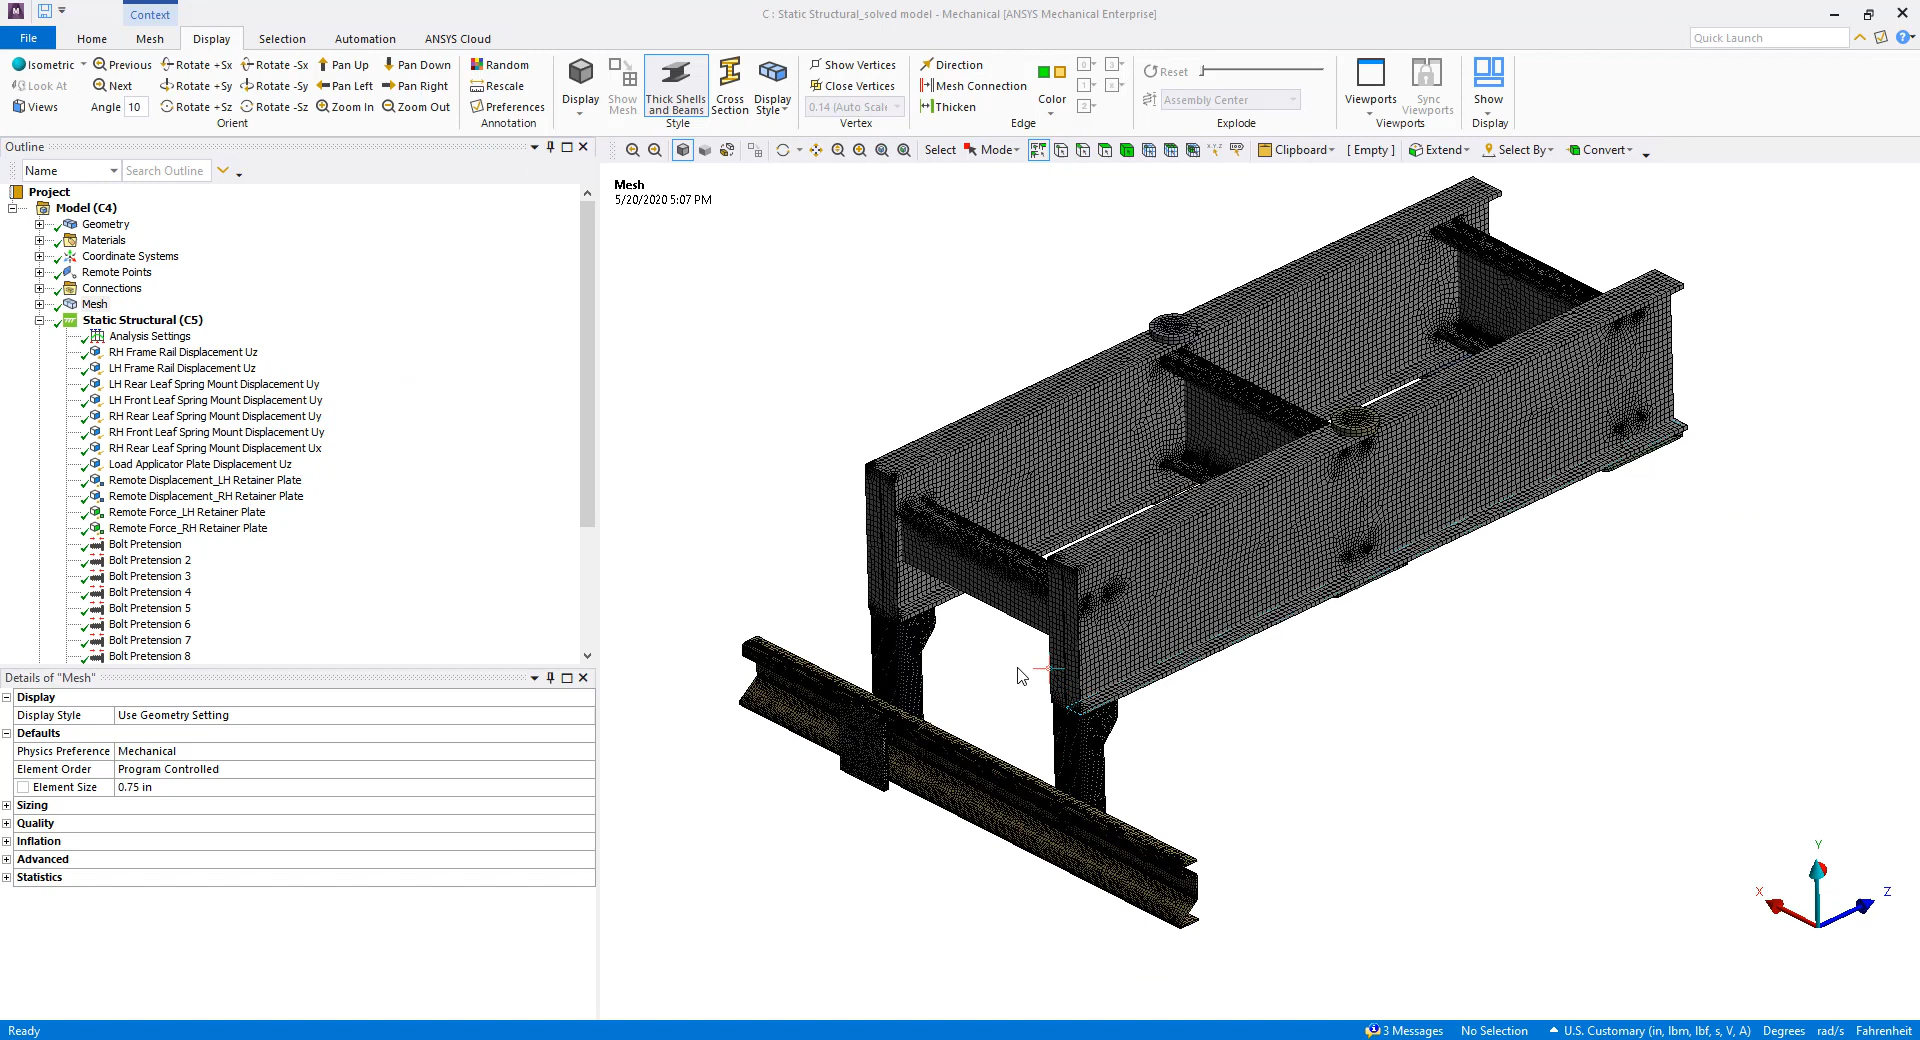 Context
C : Static Structural_solved model - Mechanical [ANSYS Mechanical Enterprise]
File
Home
Mesh
Display
Selection
Automation
ANSYS Cloud
Quick Launch
Isometric
Previous
Rotate +Sx
Rotate -Sx
Pan Up
Pan Down
Look At
Next
Rotate +Sy
Rotate -Sy
Pan Left
Pan Right
Views
Angle 10
Rotate +Sz
Rotate -Sz
Zoom In
Zoom Out
Orient
Random
Rescale
Preferences
Annotation
Display
Show
Mesh
Thick Shells
and Beams
Cross
Section
Display
Style
Style
Show Vertices
Close Vertices
0.14 (Auto Scale
Vertex
Direction
Mesh Connection
Thicken
Color
0
3
1
x
2
Edge
Reset
Assembly Center
Explode
Viewports
Sync
Viewports
Viewports
Show
Display
Outline
Name
Search Outline
Select
Mode
Clipboard
[ Empty ]
Extend
Select By
Convert
Project
Model (C4)
Geometry
Materials
Coordinate Systems
Remote Points
Connections
Mesh
Static Structural (C5)
Analysis Settings
RH Frame Rail Displacement Uz
LH Frame Rail Displacement Uz
LH Rear Leaf Spring Mount Displacement Uy
LH Front Leaf Spring Mount Displacement Uy
RH Rear Leaf Spring Mount Displacement Uy
RH Front Leaf Spring Mount Displacement Uy
RH Rear Leaf Spring Mount Displacement Ux
Load Applicator Plate Displacement Uz
Remote Displacement_LH Retainer Plate
Remote Displacement_RH Retainer Plate
Remote Force_LH Retainer Plate
Remote Force_RH Retainer Plate
Bolt Pretension
Bolt Pretension 2
Bolt Pretension 3
Bolt Pretension 4
Bolt Pretension 5
Bolt Pretension 6
Bolt Pretension 7
Bolt Pretension 8
Details of "Mesh"
Display
Display Style Use Geometry Setting
Defaults
Physics Preference Mechanical
Element Order Program Controlled
Element Size 0.75 in
Sizing
Quality
Inflation
Advanced
Statistics
Mesh
5/20/2020 5:07 PM
Y
X
Z
Ready
3 Messages
No Selection
U.S. Customary (in, lbm, lbf, s, V, A)
Degrees
rad/s
Fahrenheit